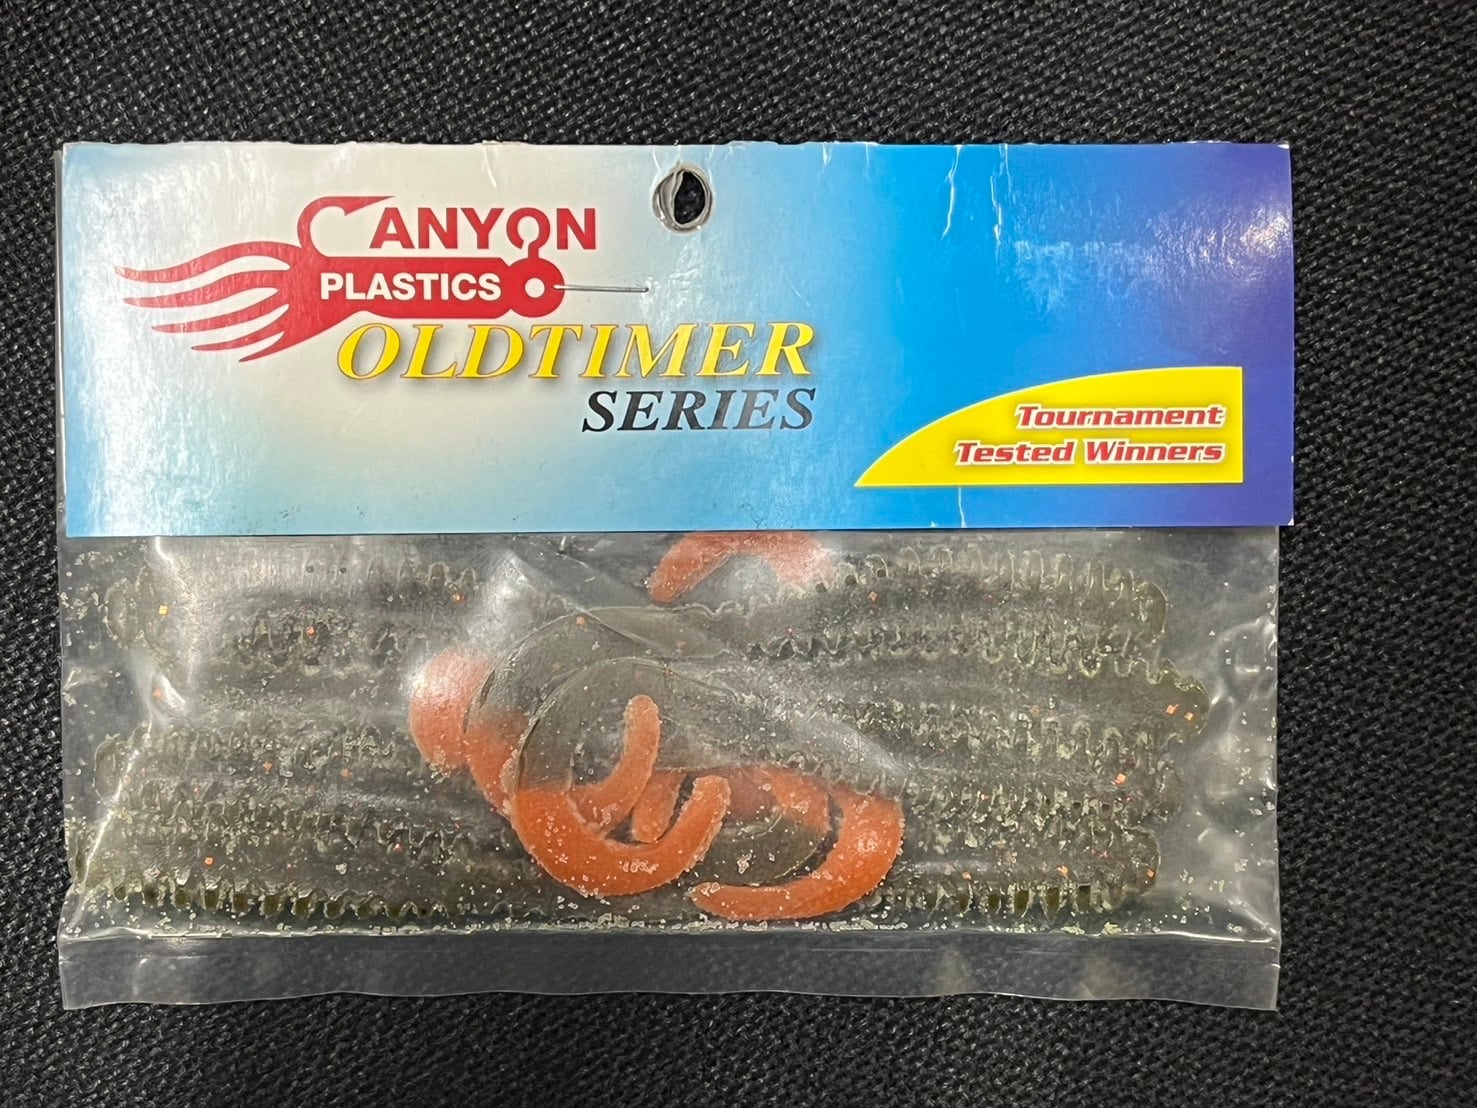 CANYON
PLASTICS
OLDTIMER
SERIES
Tournament
Tested Winners